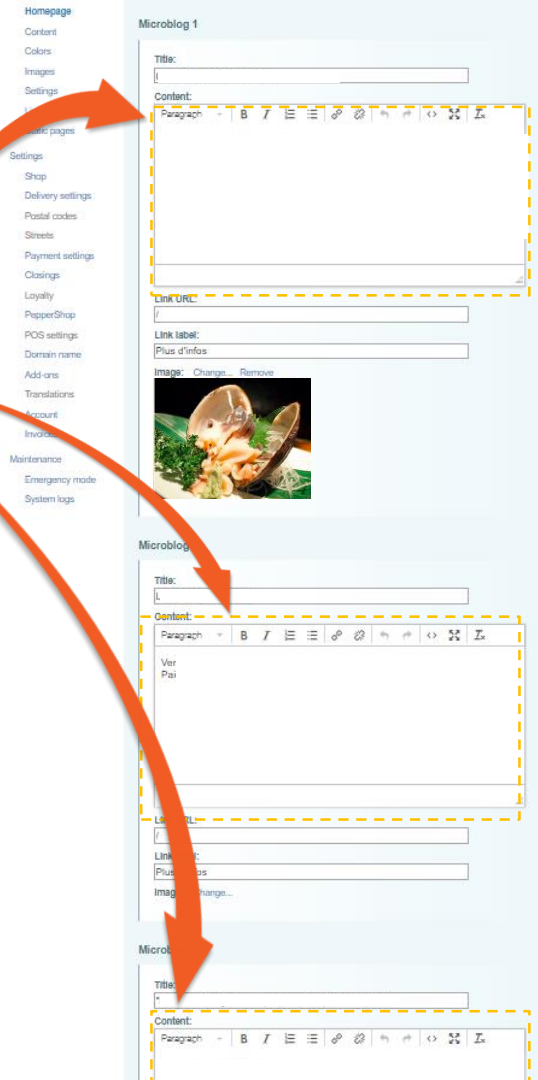 Homepage
Content
Colors
Images
Settings
pages
Settings
Shop
Delivery settings
Postal codes
Streets
Payment settings
Closings
Loyalty
PepperShop
POS settings
Domain name
Add-ons
Translations
Account
Invoices
Maintenance
Emergency mode
System logs
Microblog 1
Title:
Content:
Paragraph B I
Link URL:
/
Link label:
Plus d'infos
Image: Change... Remove
Microblog
Title:
L
Content:
Paragraph B I
Ver
Pai
/
Plus
Change...
Title:
*
Content:
Paragraph B I